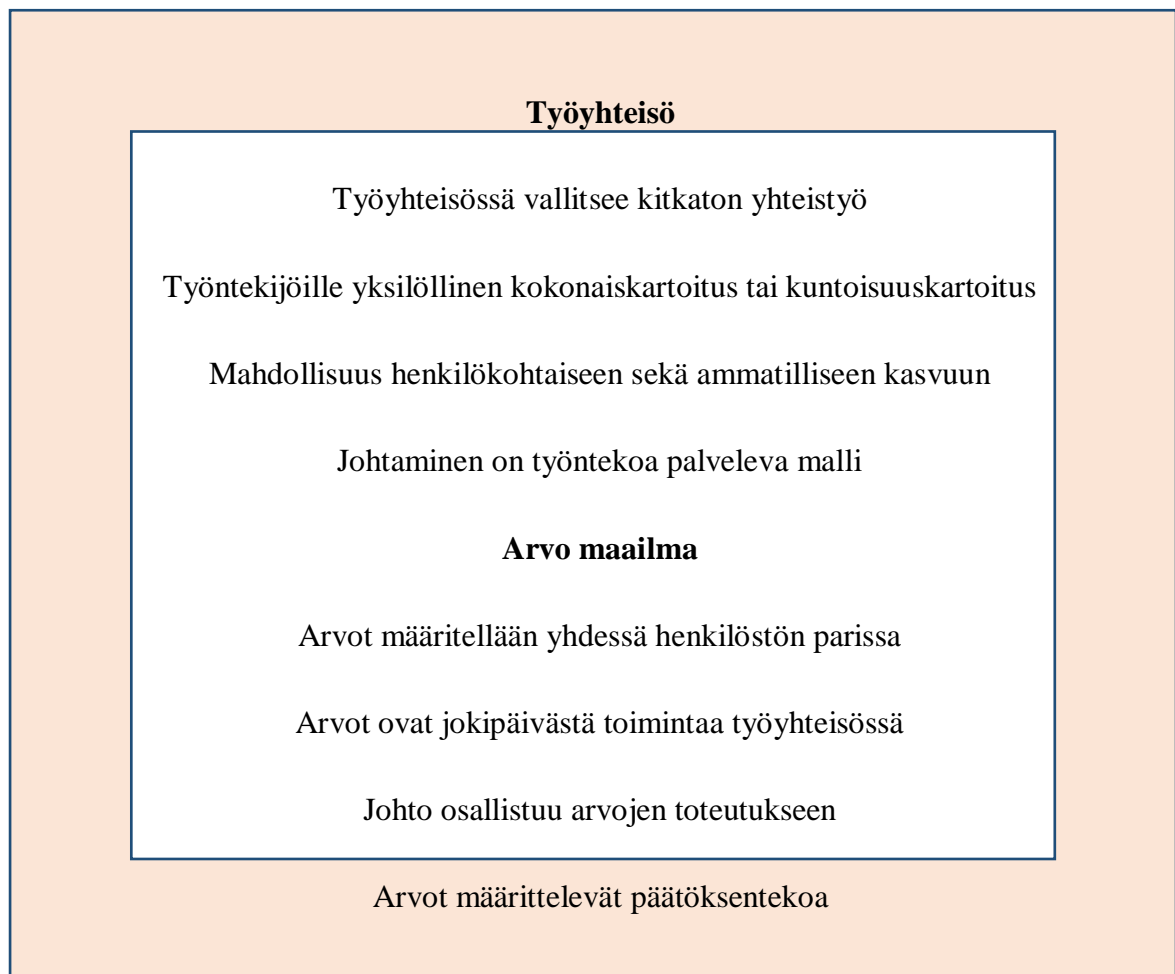 Työyhteisö
Työyhteisössä vallitsee kitkaton yhteistyö
Työntekijöille yksilöllinen kokonaiskartoitus tai kuntoisuuskartoitus
Mahdollisuus henkilökohtaiseen sekä ammatilliseen kasvuun
Johtaminen on työntekoa palveleva malli
Arvo maailma
Arvot määritellään yhdessä henkilöstön parissa
Arvot ovat jokipäivästä toimintaa työyhteisössä
Johto osallistuu arvojen toteutukseen
Arvot määrittelevät päätöksentekoa